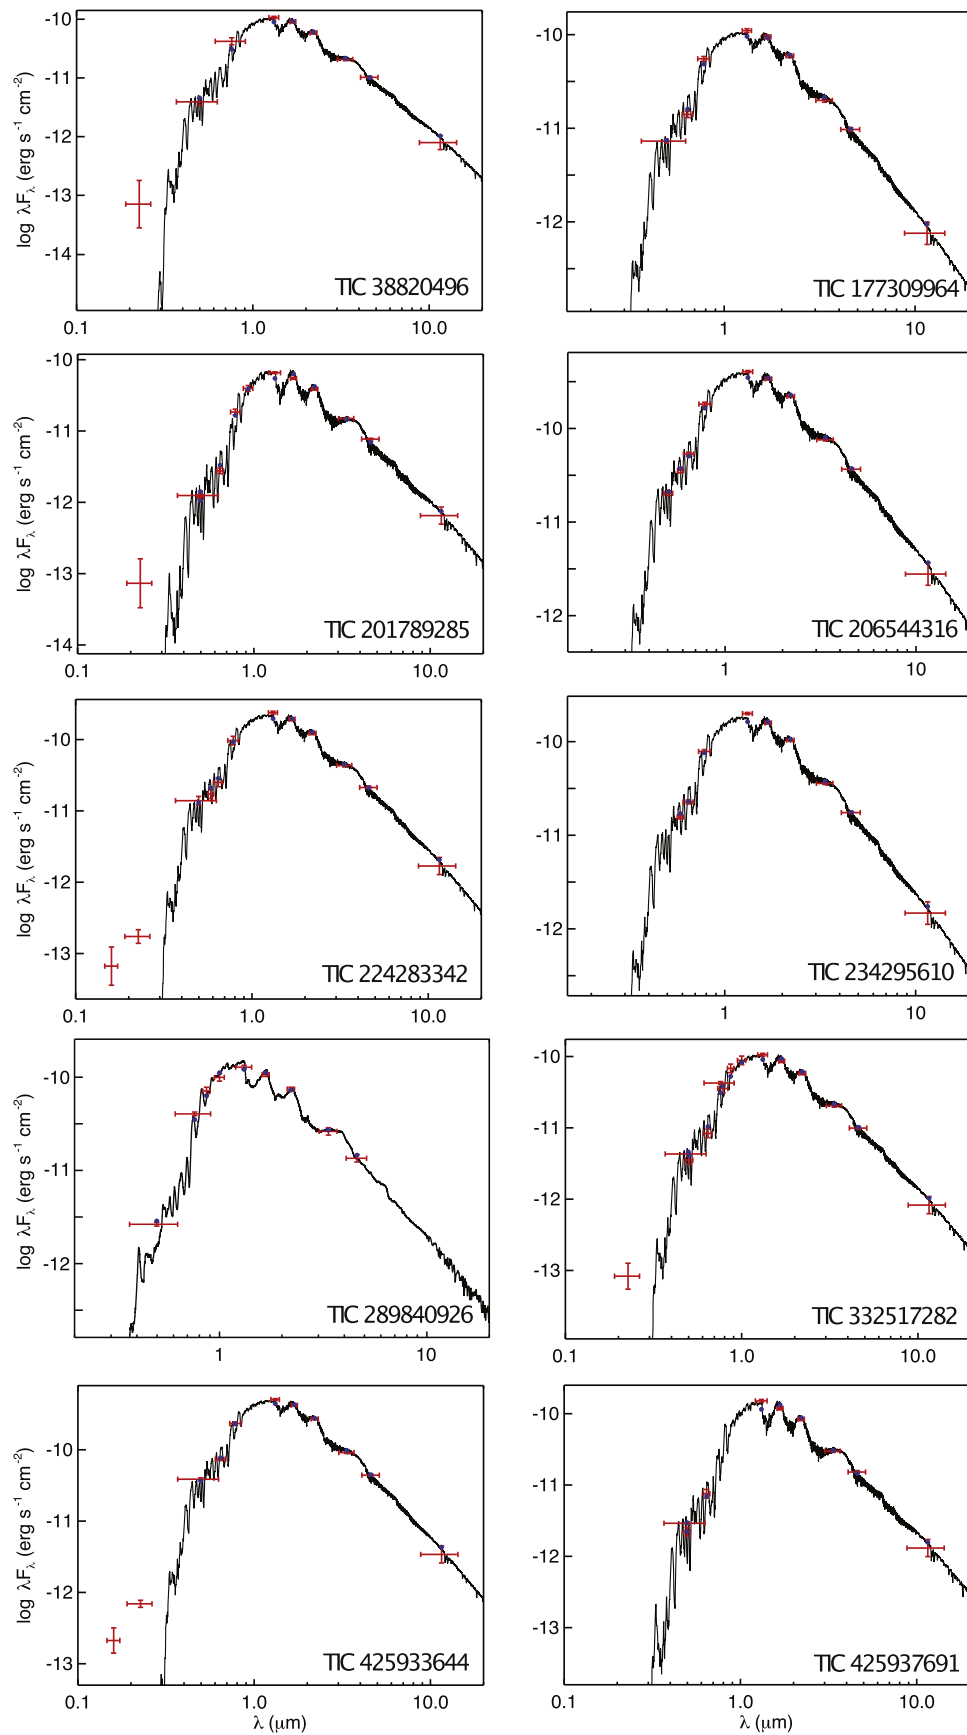 log λFλ (erg s⁻¹ cm⁻²)
-10
-11
-12
-13
-14
0.1 1.0 10.0
TIC 38820496
-10
-11
-12
1 10
TIC 177309964
log λFλ (erg s⁻¹ cm⁻²)
-10
-11
-12
-13
-14
0.1 1.0 10.0
TIC 201789285
-10
-11
-12
1 10
TIC 206544316
log λFλ (erg s⁻¹ cm⁻²)
-10
-11
-12
-13
0.1 1.0 10.0
TIC 224283342
-10
-11
-12
1 10
TIC 234295610
log λFλ (erg s⁻¹ cm⁻²)
-10
-11
-12
1 10
TIC 289840926
-10
-11
-12
-13
0.1 1.0 10.0
TIC 332517282
log λFλ (erg s⁻¹ cm⁻²)
-10
-11
-12
-13
0.1 1.0 10.0
λ (μm)
TIC 425933644
-10
-11
-12
-13
0.1 1.0 10.0
λ (μm)
TIC 425937691